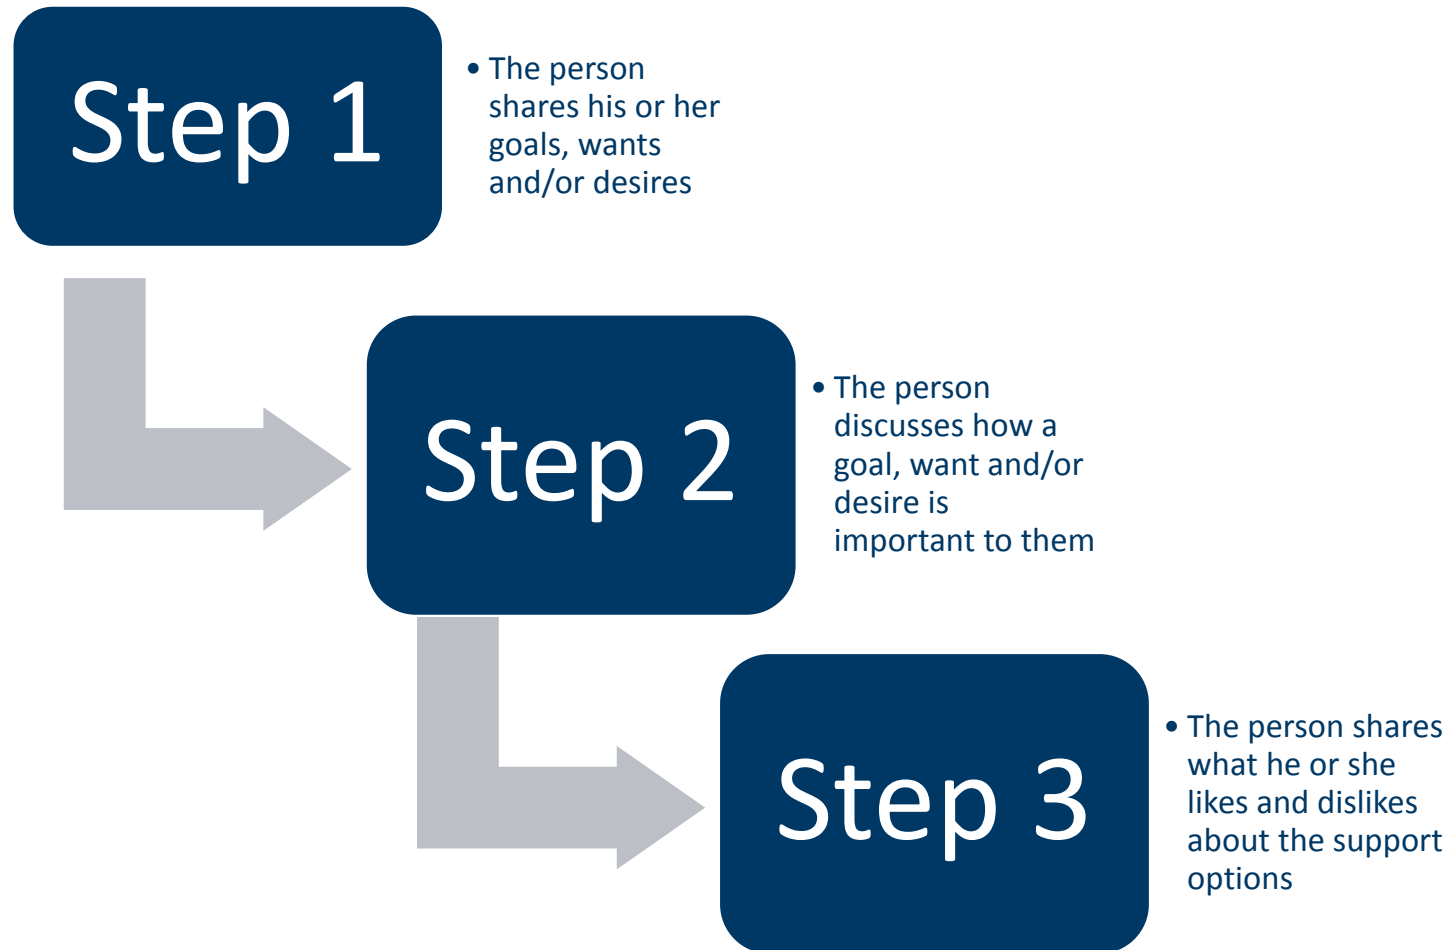 Step 1
• The person
shares his or her
goals, wants
and/or desires
Step 2
• The person
discusses how a
goal, want and/or
desire is
important to them
Step 3
• The person shares
what he or she
likes and dislikes
about the support
options